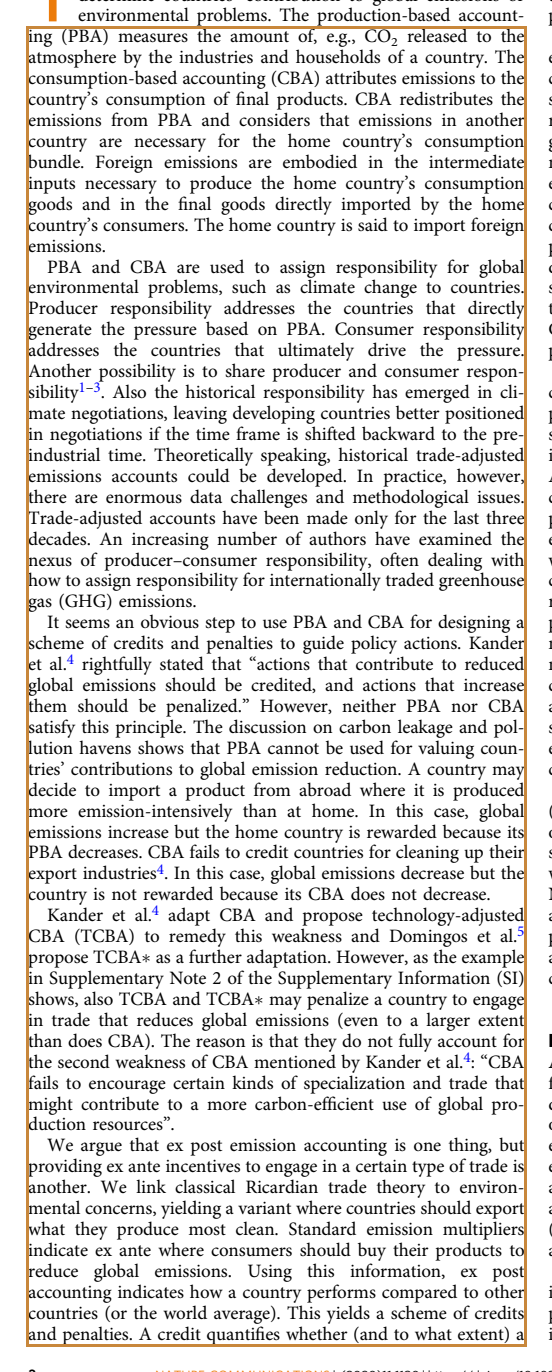 environmental problems. The production-based account-
ing (PBA) measures the amount of, e.g., CO2 released to the
atmosphere by the industries and households of a country. The
consumption-based accounting (CBA) attributes emissions to the
country's consumption of final products. CBA redistributes the
emissions from PBA and considers that emissions in another
country are necessary for the home country's consumption
bundle. Foreign emissions are embodied in the intermediate
inputs necessary to produce the home country's consumption
goods and in the final goods directly imported by the home
country's consumers. The home country is said to import foreign
emissions.
PBA and CBA are used to assign responsibility for global
environmental problems, such as climate change to countries.
Producer responsibility addresses the countries that directly
generate the pressure based on PBA. Consumer responsibility
addresses the countries that ultimately drive the pressure.
Another possibility is to share producer and consumer respon-
sibility1–3. Also the historical responsibility has emerged in cli-
mate negotiations, leaving developing countries better positioned
in negotiations if the time frame is shifted backward to the pre-
industrial time. Theoretically speaking, historical trade-adjusted
emissions accounts could be developed. In practice, however,
there are enormous data challenges and methodological issues.
Trade-adjusted accounts have been made only for the last three
decades. An increasing number of authors have examined the
nexus of producer–consumer responsibility, often dealing with
how to assign responsibility for internationally traded greenhouse
gas (GHG) emissions.
It seems an obvious step to use PBA and CBA for designing a
scheme of credits and penalties to guide policy actions. Kander
et al.4 rightfully stated that "actions that contribute to reduced
global emissions should be credited, and actions that increase
them should be penalized." However, neither PBA nor CBA
satisfy this principle. The discussion on carbon leakage and pol-
lution havens shows that PBA cannot be used for valuing coun-
tries' contributions to global emission reduction. A country may
decide to import a product from abroad where it is produced
more emission-intensively than at home. In this case, global
emissions increase but the home country is rewarded because its
PBA decreases. CBA fails to credit countries for cleaning up their
export industries4. In this case, global emissions decrease but the
country is not rewarded because its CBA does not decrease.
Kander et al.4 adapt CBA and propose technology-adjusted
CBA (TCBA) to remedy this weakness and Domingos et al.5
propose TCBA∗ as a further adaptation. However, as the example
in Supplementary Note 2 of the Supplementary Information (SI)
shows, also TCBA and TCBA∗ may penalize a country to engage
in trade that reduces global emissions (even to a larger extent
than does CBA). The reason is that they do not fully account for
the second weakness of CBA mentioned by Kander et al.4: "CBA
fails to encourage certain kinds of specialization and trade that
might contribute to a more carbon-efficient use of global pro-
duction resources".
We argue that ex post emission accounting is one thing, but
providing ex ante incentives to engage in a certain type of trade is
another. We link classical Ricardian trade theory to environ-
mental concerns, yielding a variant where countries should export
what they produce most clean. Standard emission multipliers
indicate ex ante where consumers should buy their products to
reduce global emissions. Using this information, ex post
accounting indicates how a country performs compared to other
countries (or the world average). This yields a scheme of credits
and penalties. A credit quantifies whether (and to what extent) a